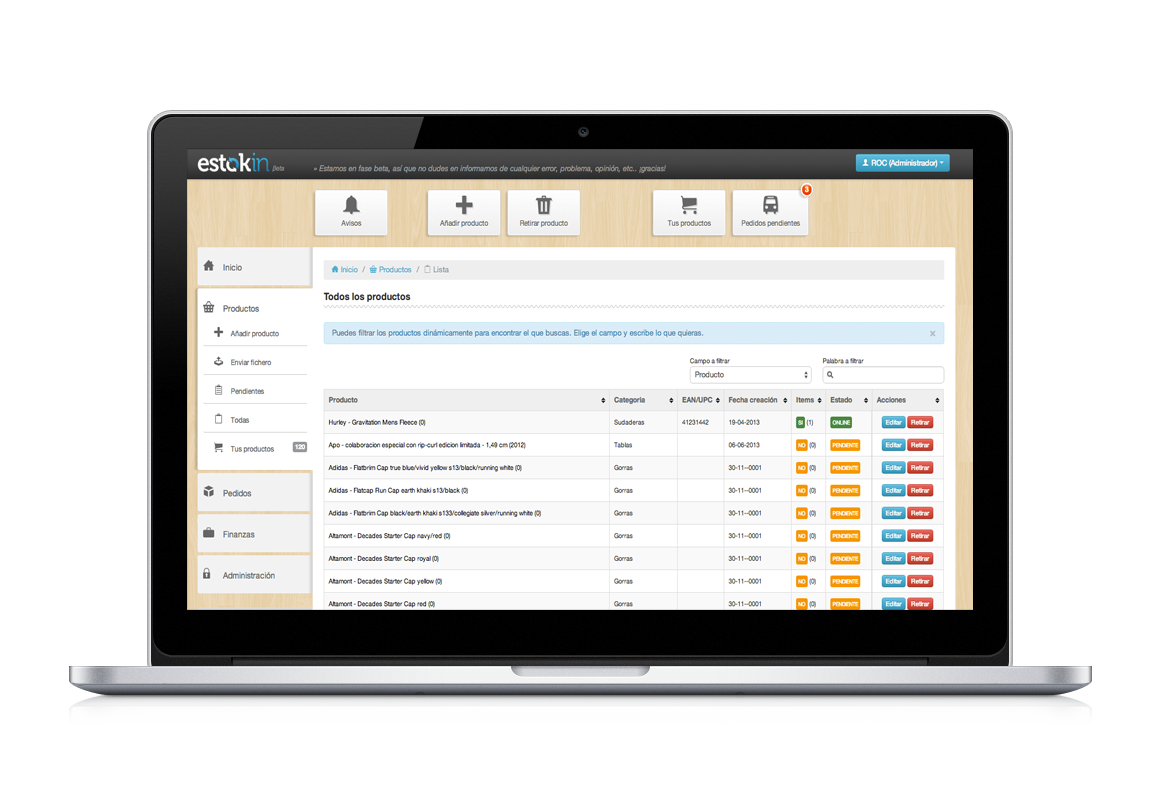 estokin Beta
» Estamos en fase beta, así que no dudes en informarnos de cualquier error, problema, opinión, etc.. ¡gracias!
ROC (Administrador)
Avisos
Añadir producto
Retirar producto
Tus productos
Pedidos pendientes
3
Inicio
Productos
Añadir producto
Enviar fichero
Pendientes
Todas
Tus productos 120
Pedidos
Finanzas
Administración
Inicio / Productos / Lista
Todos los productos
Puedes filtrar los productos dinámicamente para encontrar el que buscas. Elige el campo y escribe lo que quieras. ×
Campo a filtrar Palabra a filtrar
Producto
Producto Categoria EAN/UPC Fecha creación Items Estado Acciones
Hurley - Gravitation Mens Fleece (0) Sudaderas 41231442 19-04-2013 SI (1) ONLINE Editar Retirar
Apo - colaboracion especial con rip-curl edicion limitada - 1,49 cm (2012) Tablas 06-06-2013 NO (0) PENDIENTE Editar Retirar
Adidas - Flatbrim Cap true blue/vivid yellow s13/black/running white (0) Gorras 30-11--0001 NO (0) PENDIENTE Editar Retirar
Adidas - Flatcap Run Cap earth khaki s13/black (0) Gorras 30-11--0001 NO (0) PENDIENTE Editar Retirar
Adidas - Flatbrim Cap black/earth khaki s133/collegiate silver/running white (0) Gorras 30-11--0001 NO (0) PENDIENTE Editar Retirar
Altamont - Decades Starter Cap navy/red (0) Gorras 30-11--0001 NO (0) PENDIENTE Editar Retirar
Altamont - Decades Starter Cap royal (0) Gorras 30-11--0001 NO (0) PENDIENTE Editar Retirar
Altamont - Decades Starter Cap yellow (0) Gorras 30-11--0001 NO (0) PENDIENTE Editar Retirar
Altamont - Decades Starter Cap red (0) Gorras 30-11--0001 NO (0) PENDIENTE Editar Retirar